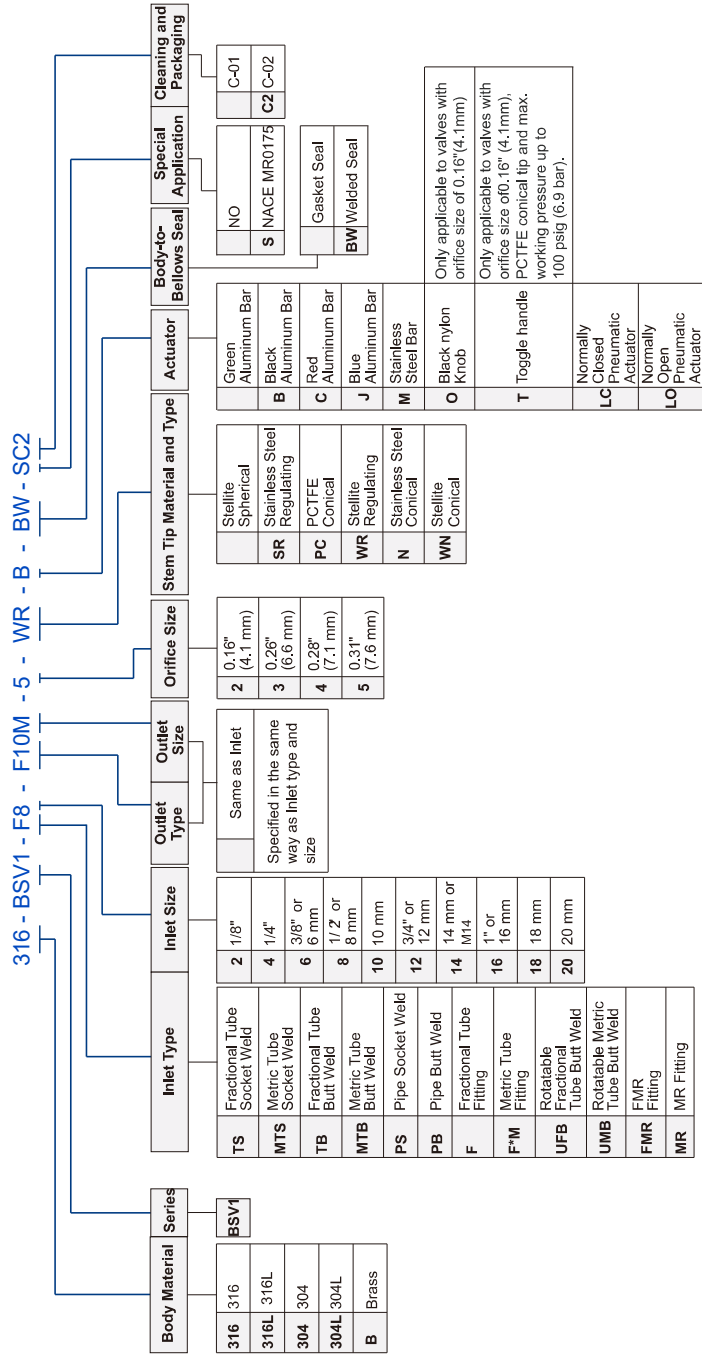 316 - BSV1 - F8 - F10M - 5 - WR - B - BW - SC2
Body Material
316 316
316L 316L
304 304
304L 304L
B Brass
Series
BSV1
Inlet Type
TS Fractional Tube
Socket Weld
MTS Metric Tube
Socket Weld
TB Fractional Tube
Butt Weld
MTB Metric Tube
Butt Weld
PS Pipe Socket Weld
PB Pipe Butt Weld
F Fractional Tube
Fitting
F*M Metric Tube
Fitting
UFB Rotatable
Fractional
Tube Butt Weld
UMB Rotatable Metric
Tube Butt Weld
FMR FMR
Fitting
MR MR Fitting
Inlet Size
2 1/8"
4 1/4"
6 3/8" or
6 mm
8 1/ 2' or
8 mm
10 10 mm
12 3/4" or
12 mm
14 14 mm or
M14
16 1" or
16 mm
18 18 mm
20 20 mm
Outlet
Type
Outlet
Size
Same as Inlet
Specified in the same
way as Inlet type and
size
Orifice Size
2 0.16"
(4.1 mm)
3 0.26"
(6.6 mm)
4 0.28"
(7.1 mm)
5 0.31"
(7.6 mm)
Stem Tip Material and Type
Stellite
Spherical
SR Stainless Steel
Regulating
PC PCTFE
Conical
WR Stellite
Regulating
N Stainless Steel
Conical
WN Stellite
Conical
Actuator
Green
Aluminum Bar
B Black
Aluminum Bar
C Red
Aluminum Bar
J Blue
Aluminum Bar
M Stainless
Steel Bar
O Black nylon
Knob
Only applicable to valves with
orifice size of 0.16"(4.1mm)
T Toggle handle
Only applicable to valves with
orifice size of0.16" (4.1mm),
PCTFE conical tip and max.
working pressure up to
100 psig (6.9 bar).
LC Normally
Closed
Pneumatic
Actuator
LO Normally
Open
Pneumatic
Actuator
Body-to-
Bellows Seal
Gasket Seal
BW Welded Seal
Special
Application
NO
S NACE MR0175
Cleaning and
Packaging
C-01
C2 C-02